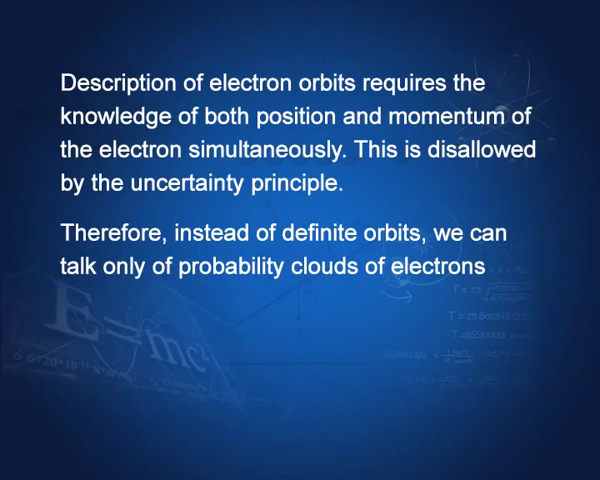 Description of electron orbits requires the
knowledge of both position and momentum of
the electron simultaneously. This is disallowed
by the uncertainty principle.
Therefore, instead of definite orbits, we can
talk only of probability clouds of electrons
E=mc²